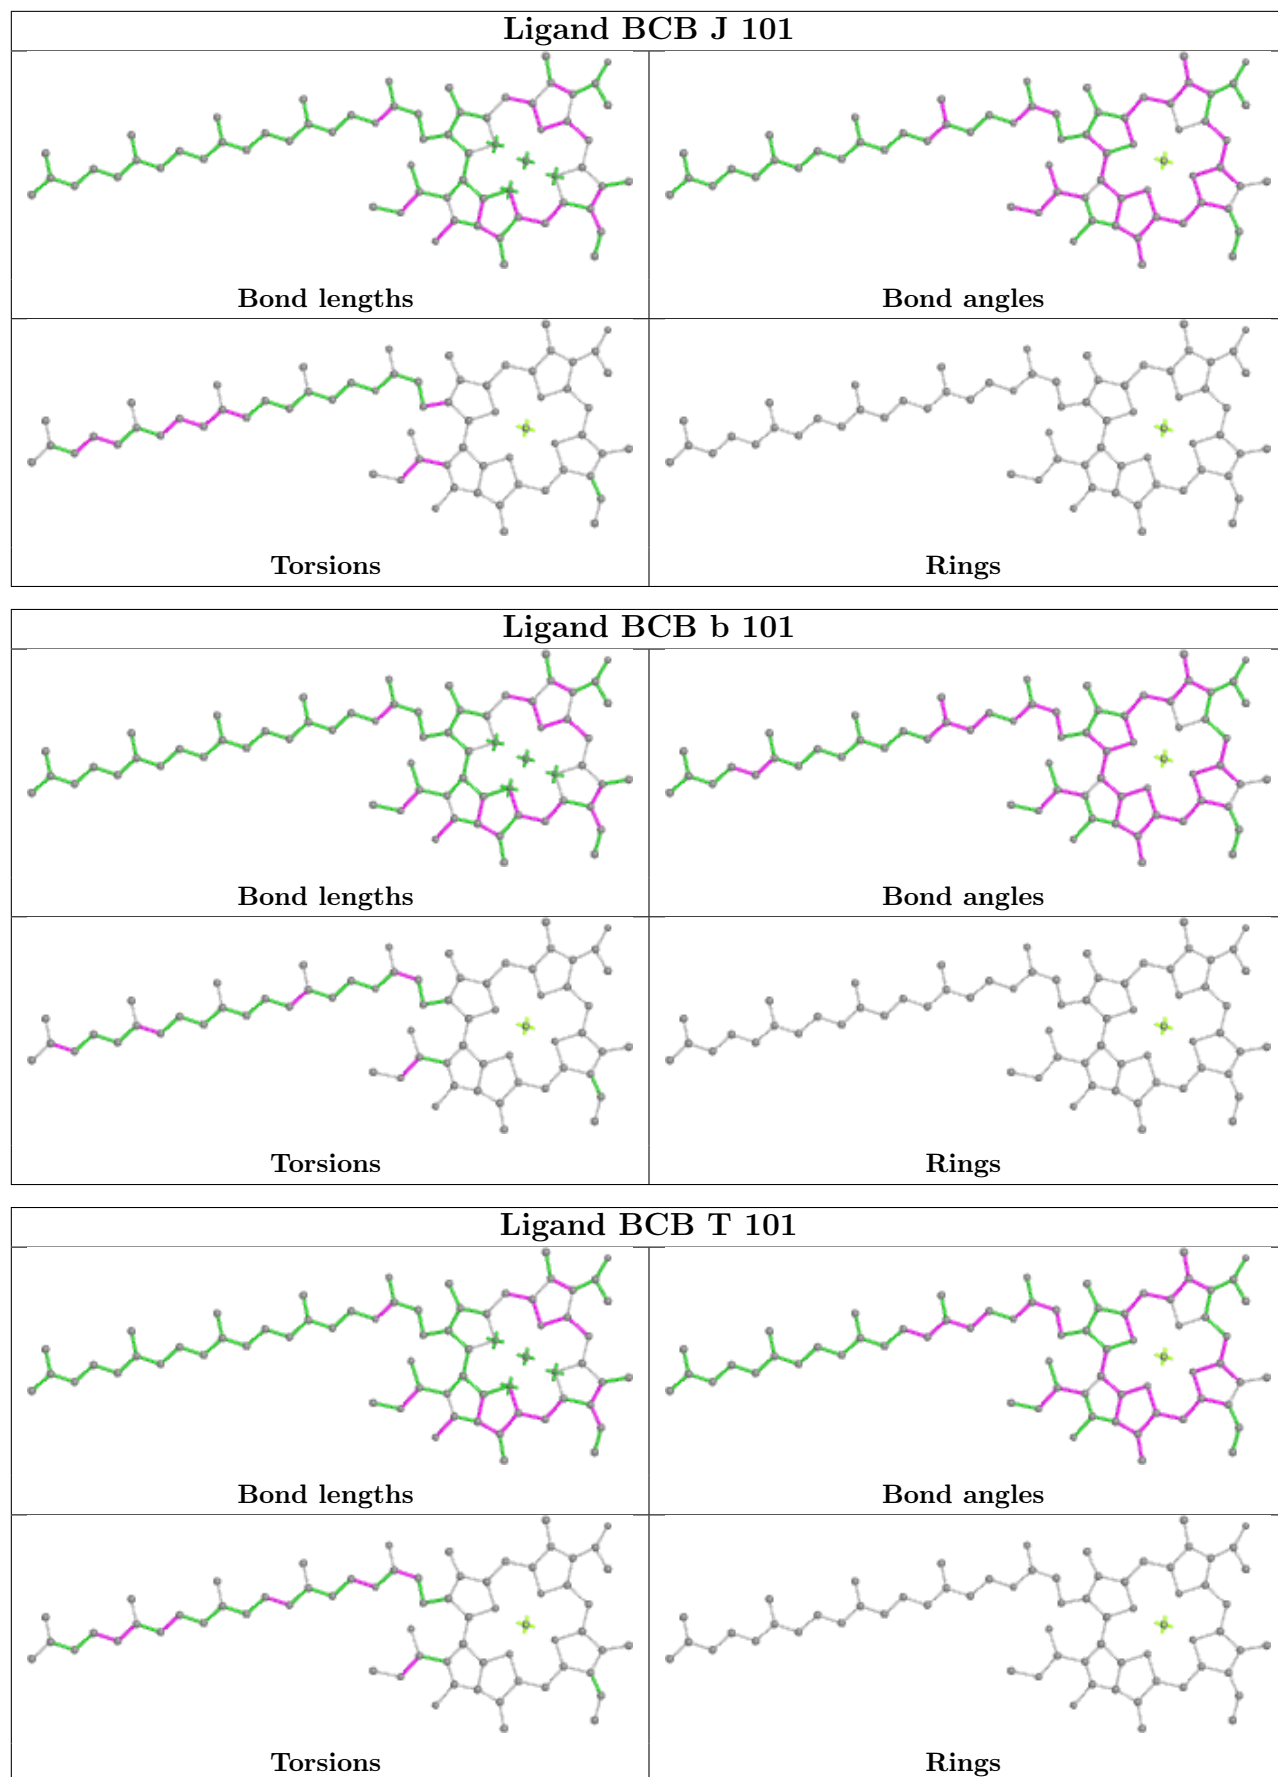 Ligand BCB J 101
Bond lengths
Bond angles
Torsions
Rings
Ligand BCB b 101
Bond lengths
Bond angles
Torsions
Rings
Ligand BCB T 101
Bond lengths
Bond angles
Torsions
Rings